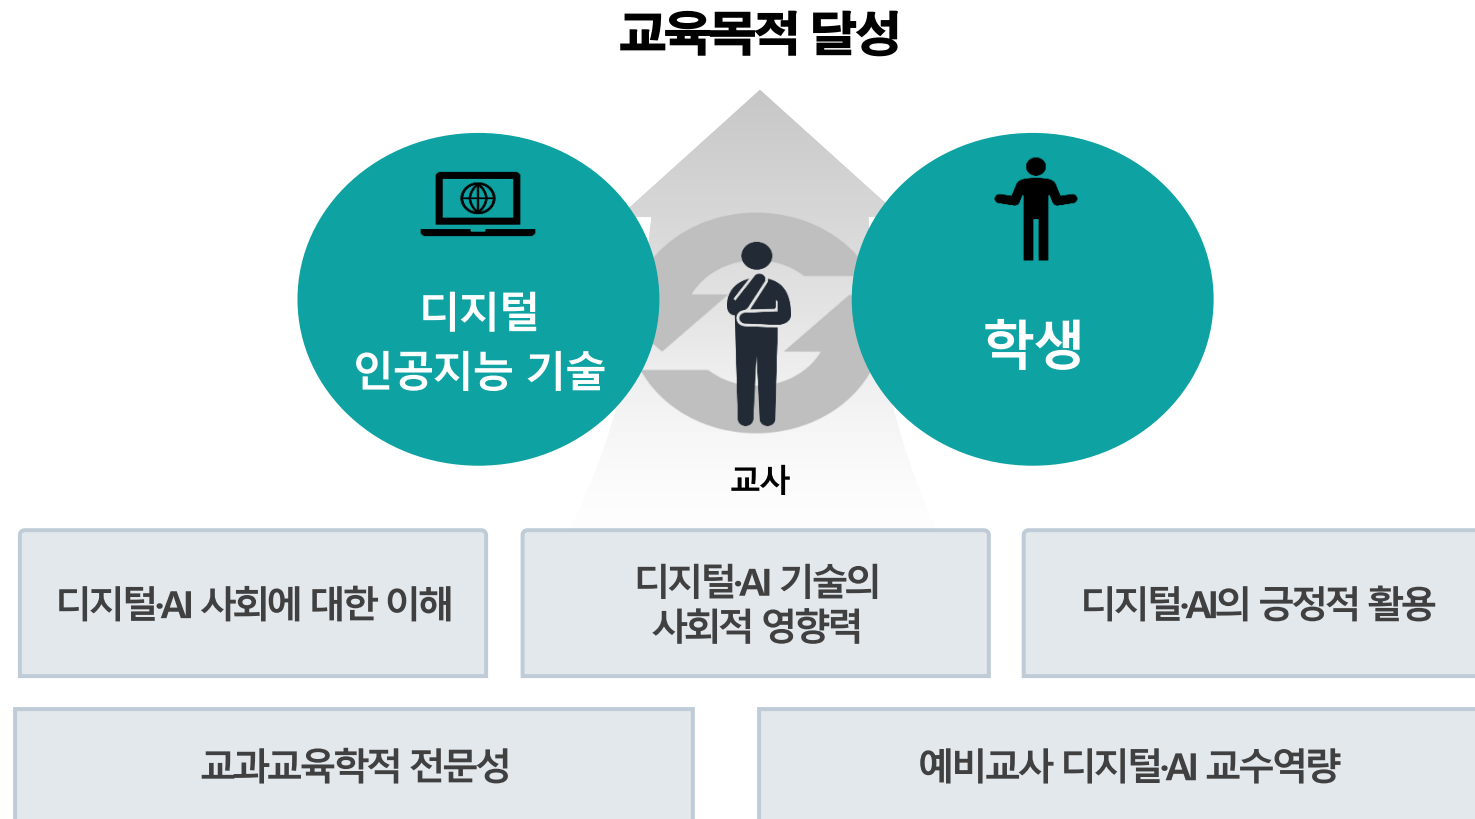 교육목적 달성
디지털
인공지능 기술
학생
교사
디지털·AI 사회에 대한 이해
디지털·AI 기술의
사회적 영향력
디지털·AI의 긍정적 활용
교과교육학적 전문성
예비교사 디지털·AI 교수역량